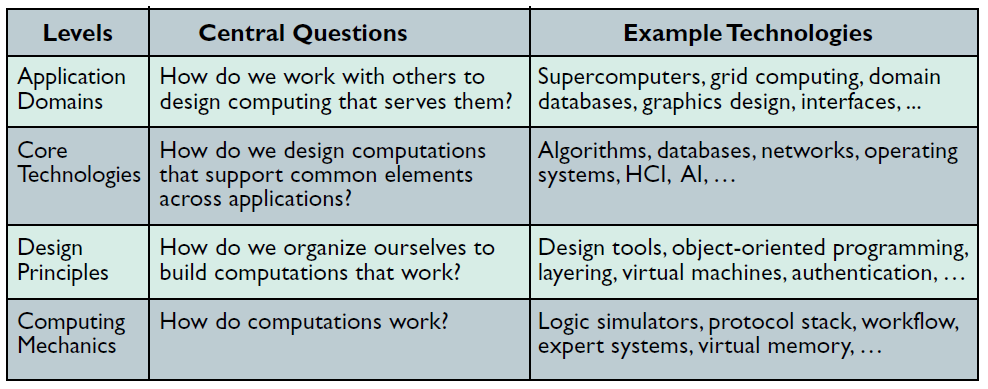 Levels Central Questions Example Technologies
Application Domains
How do we work with others to
design computing that serves them?
Supercomputers, grid computing, domain
databases, graphics design, interfaces, ...
Core
Technologies
How do we design computations
that support common elements
across applications?
Algorithms, databases, networks, operating
systems, HCI, AI, …
Design
Principles
How do we organize ourselves to
build computations that work?
Design tools, object-oriented programming,
layering, virtual machines, authentication, …
Computing
Mechanics
How do computations work?
Logic simulators, protocol stack, workflow,
expert systems, virtual memory, …